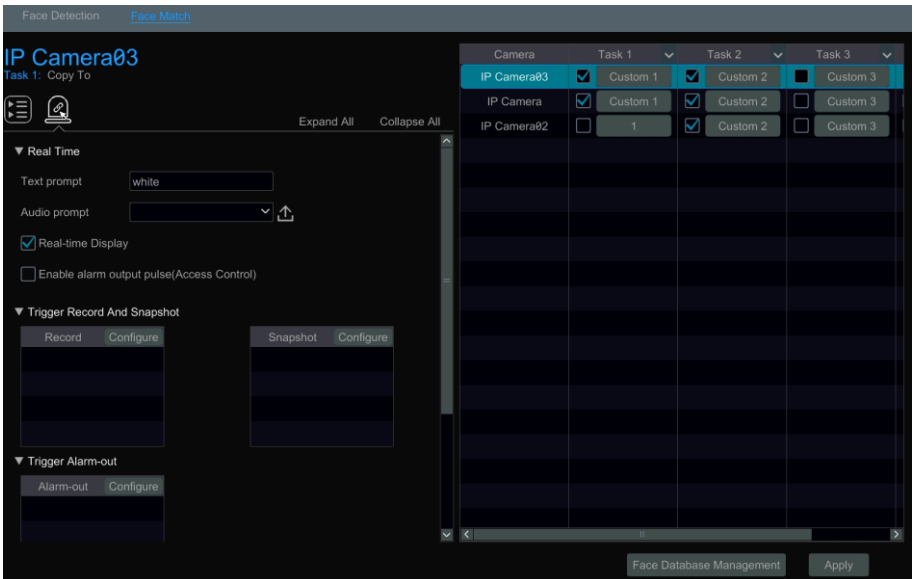 Face Detection Face Match
IP Camera03
Task 1: Copy To
Expand All Collapse All
Real Time
Text prompt white
Audio prompt
Real-time Display
Enable alarm output pulse(Access Control)
Trigger Record And Snapshot
Record Configure Snapshot Configure
Trigger Alarm-out
Alarm-out Configure
Camera Task 1 Task 2 Task 3
IP Camera03 Custom 1 Custom 2 Custom 3
IP Camera Custom 1 Custom 2 Custom 3
IP Camera02 1 Custom 2 Custom 3
Face Database Management Apply